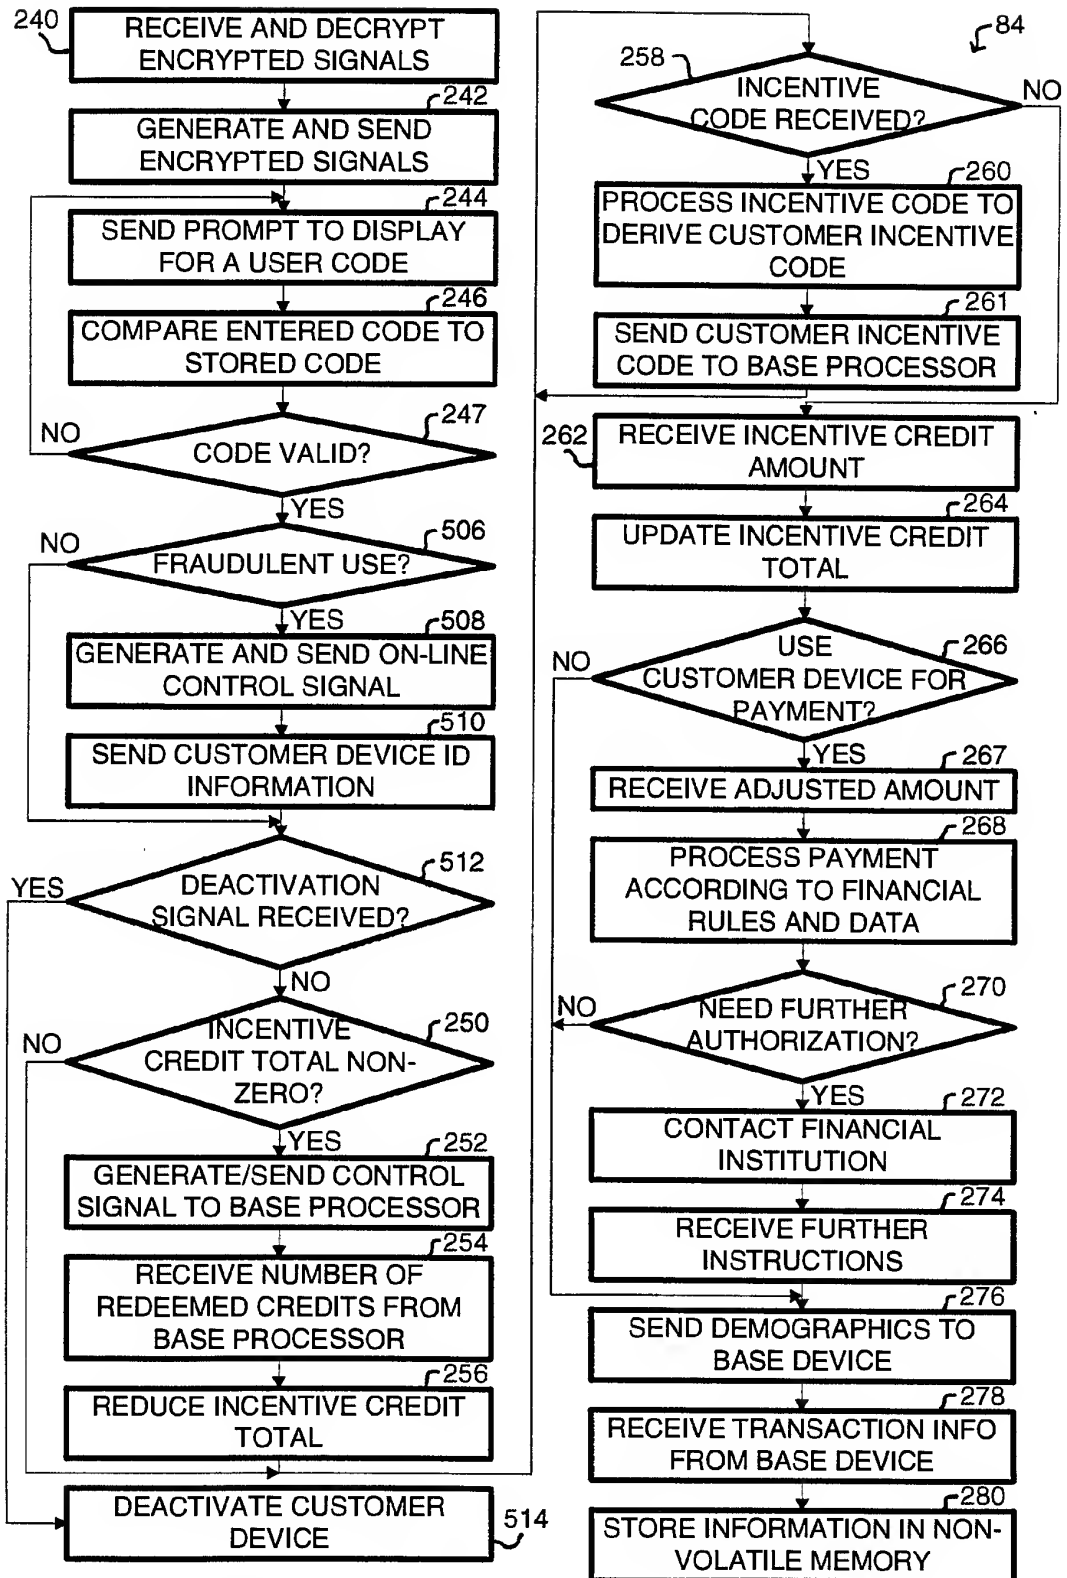 240
RECEIVE AND DECRYPT
ENCRYPTED SIGNALS
242
GENERATE AND SEND
ENCRYPTED SIGNALS
244
SEND PROMPT TO DISPLAY
FOR A USER CODE
246
COMPARE ENTERED CODE TO
STORED CODE
247
NO
CODE VALID?
YES
506
NO
FRAUDULENT USE?
YES
508
GENERATE AND SEND ON-LINE
CONTROL SIGNAL
510
SEND CUSTOMER DEVICE ID
INFORMATION
512
YES
DEACTIVATION
SIGNAL RECEIVED?
NO
250
NO
INCENTIVE
CREDIT TOTAL NON-
ZERO?
YES
252
GENERATE/SEND CONTROL
SIGNAL TO BASE PROCESSOR
254
RECEIVE NUMBER OF
REDEEMED CREDITS FROM
BASE PROCESSOR
256
REDUCE INCENTIVE CREDIT
TOTAL
DEACTIVATE CUSTOMER
DEVICE
514
84
258
INCENTIVE
CODE RECEIVED?
NO
YES
260
PROCESS INCENTIVE CODE TO
DERIVE CUSTOMER INCENTIVE
CODE
261
SEND CUSTOMER INCENTIVE
CODE TO BASE PROCESSOR
262
RECEIVE INCENTIVE CREDIT
AMOUNT
264
UPDATE INCENTIVE CREDIT
TOTAL
266
NO
USE
CUSTOMER DEVICE FOR
PAYMENT?
YES
267
RECEIVE ADJUSTED AMOUNT
268
PROCESS PAYMENT
ACCORDING TO FINANCIAL
RULES AND DATA
270
NO
NEED FURTHER
AUTHORIZATION?
YES
272
CONTACT FINANCIAL
INSTITUTION
274
RECEIVE FURTHER
INSTRUCTIONS
276
SEND DEMOGRAPHICS TO
BASE DEVICE
278
RECEIVE TRANSACTION INFO
FROM BASE DEVICE
280
STORE INFORMATION IN NON-
VOLATILE MEMORY